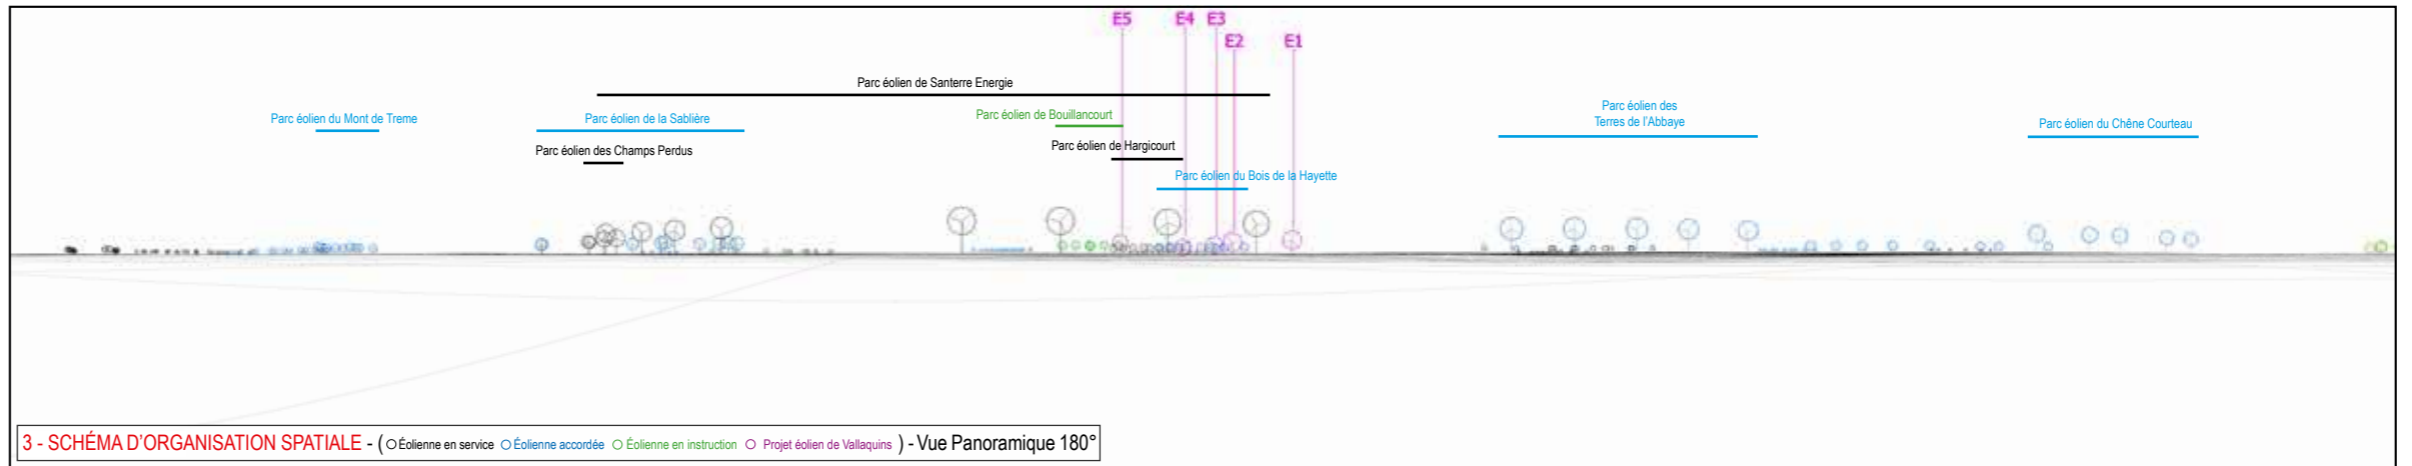 E5 E4 E3
E2 E1
Parc éolien de Santerre Energie
Parc éolien du Mont de Treme
Parc éolien de la Sablière
Parc éolien de Bouillancourt
Parc éolien des
Terres de l'Abbaye
Parc éolien du Chêne Courteau
Parc éolien des Champs Perdus
Parc éolien de Hargicourt
Parc éolien du Bois de la Hayette
3 - SCHÉMA D'ORGANISATION SPATIALE - ( Éolienne en service Éolienne accordée Éolienne en instruction Projet éolien de Vallaquins ) - Vue Panoramique 180°